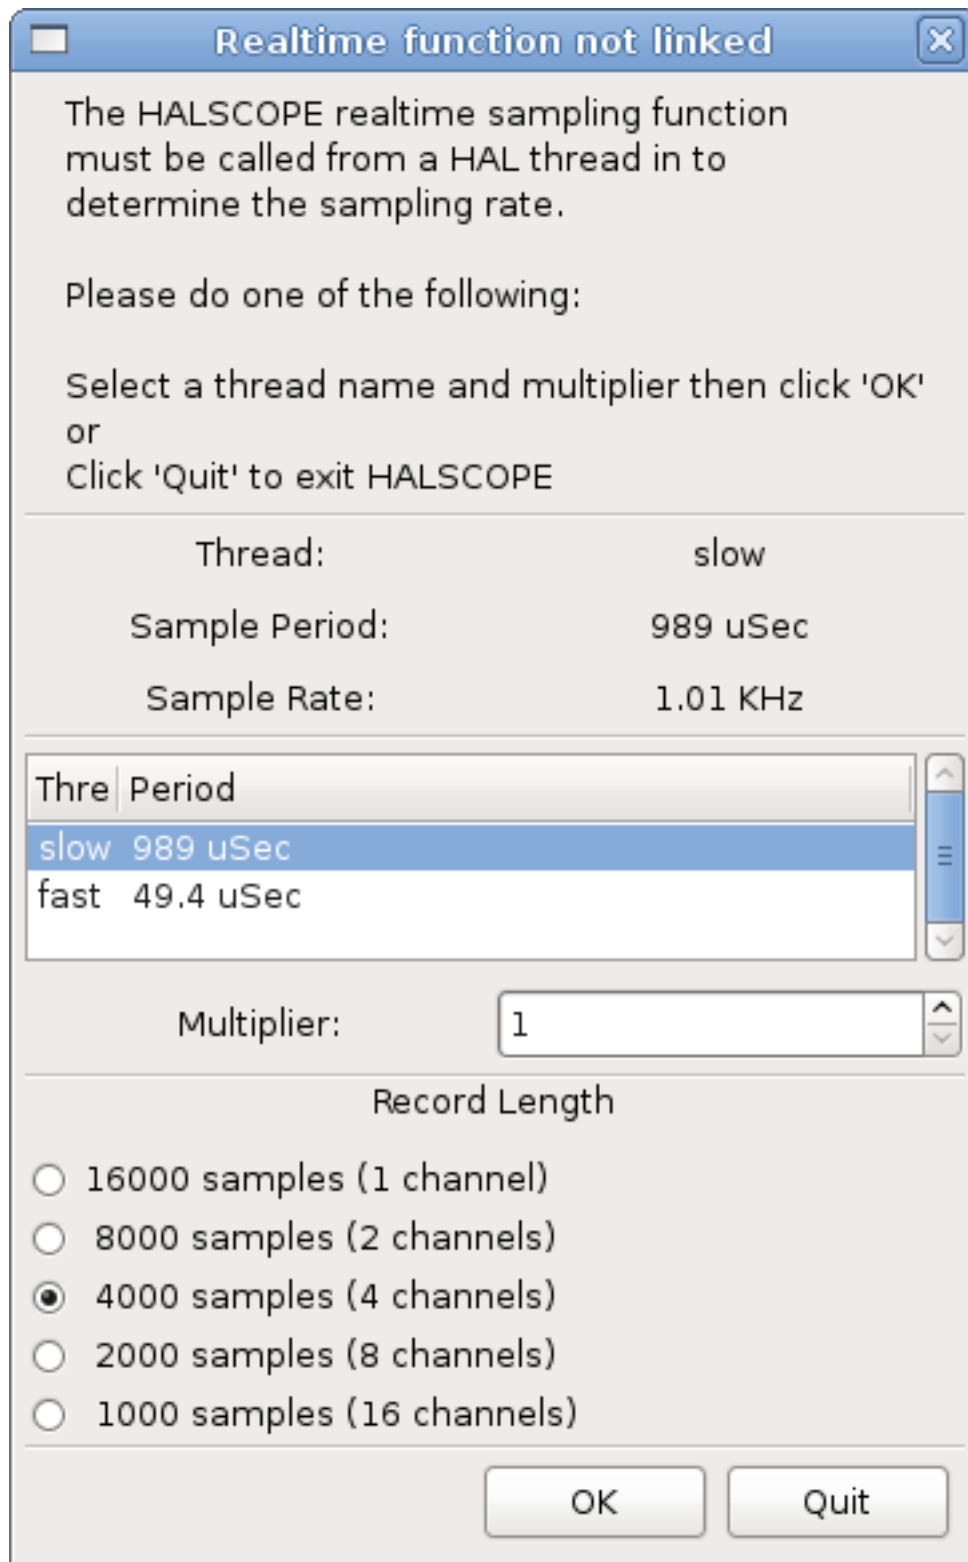 Realtime function not linked
The HALSCOPE realtime sampling function
must be called from a HAL thread in to
determine the sampling rate.
Please do one of the following:
Select a thread name and multiplier then click 'OK'
or
Click 'Quit' to exit HALSCOPE
Thread: slow
Sample Period: 989 uSec
Sample Rate: 1.01 KHz
Thre Period
slow 989 uSec
fast 49.4 uSec
Multiplier: 1
Record Length
16000 samples (1 channel)
8000 samples (2 channels)
4000 samples (4 channels)
2000 samples (8 channels)
1000 samples (16 channels)
OK Quit